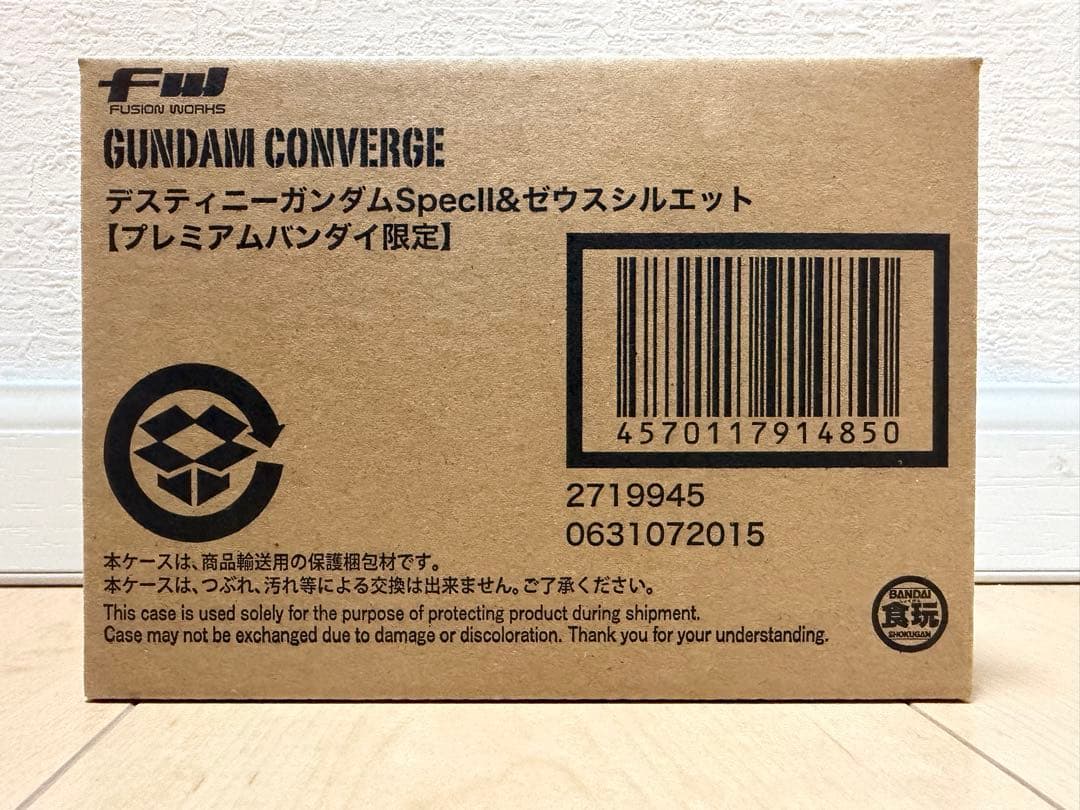 FW
FUSION WORKS
GUNDAM CONVERGE
デスティニーガンダムSpecII&ゼウスシルエット
【プレミアムバンダイ限定】
4570117914850
2719945
0631072015
本ケースは、商品輸送用の保護梱包材です。
本ケースは、つぶれ、汚れ等による交換は出来ません。ご了承ください。
This case is used solely for the purpose of protecting product during shipment.
Case may not be exchanged due to damage or discoloration. Thank you for your understanding.
BANDAI
しょくがん
食玩
SHOKUGAN